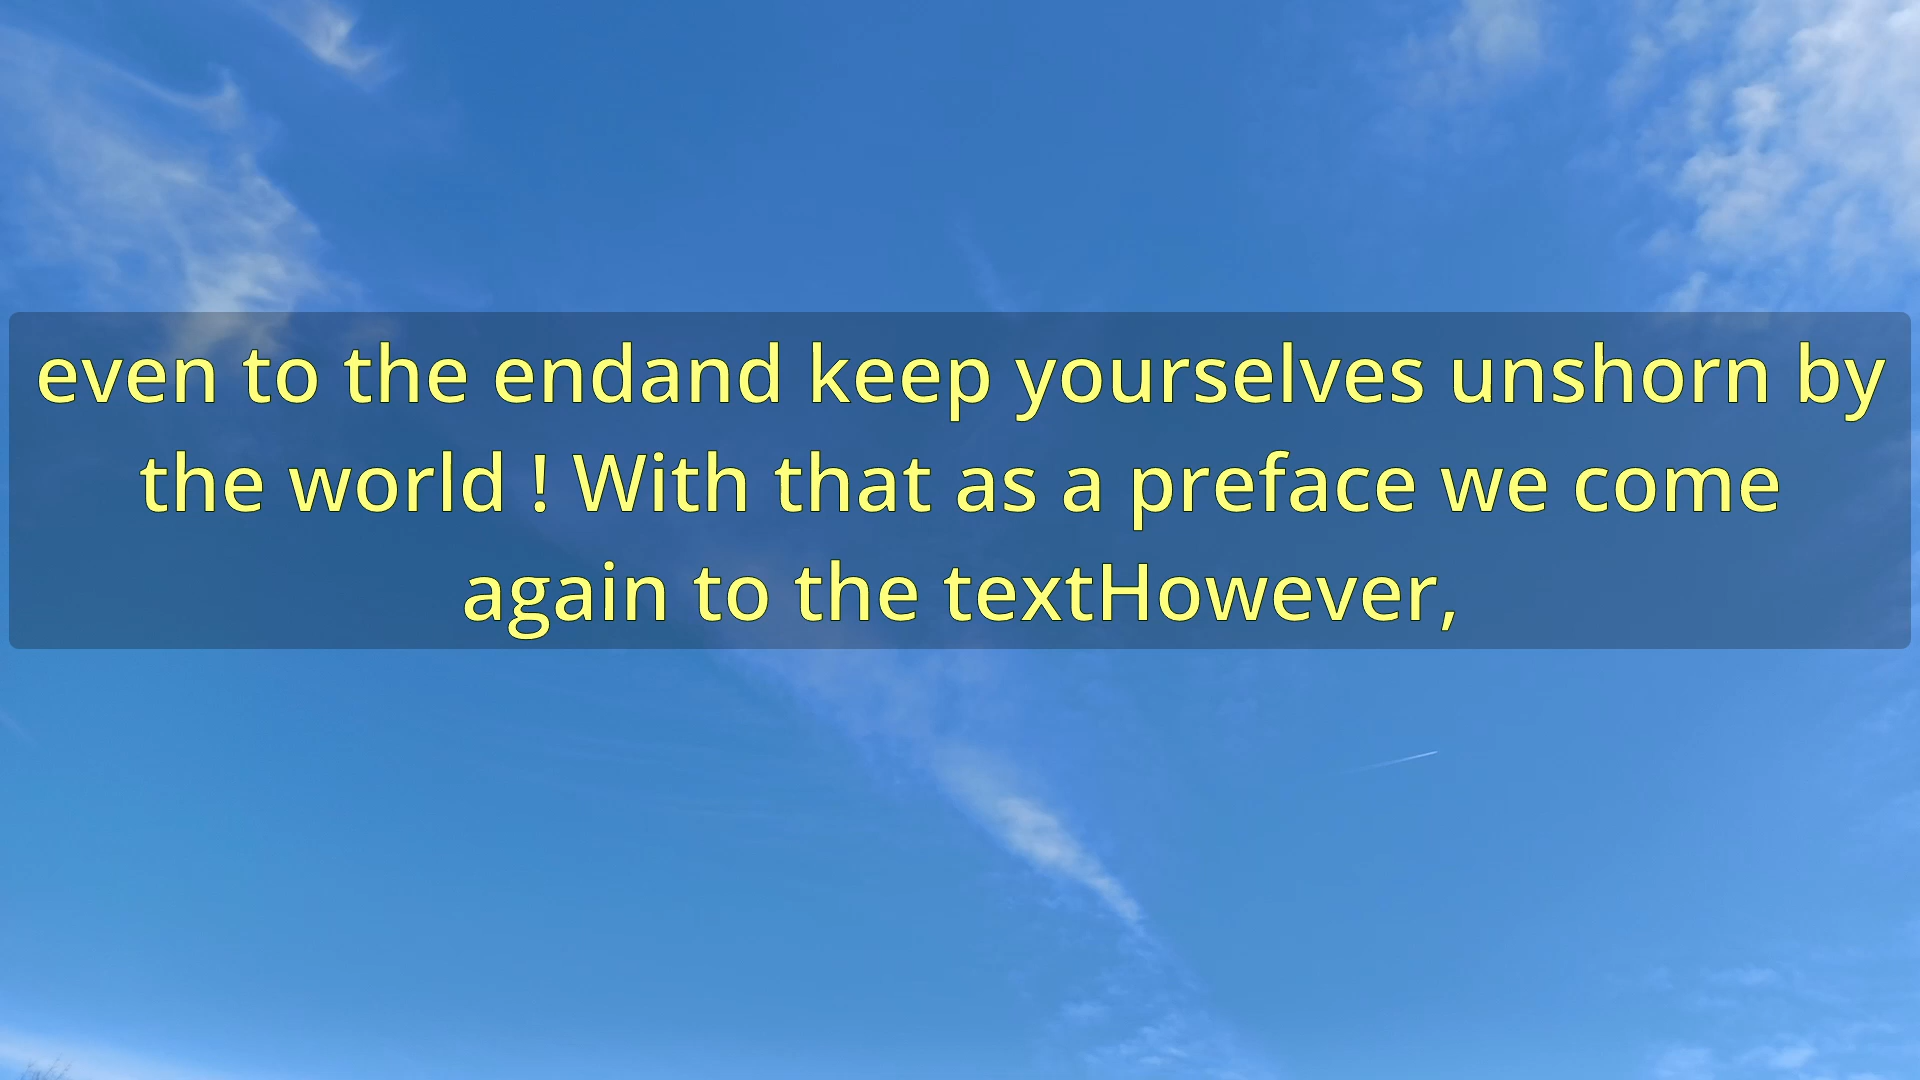 even to the endand keep yourselves unshorn by
the world ! With that as a preface we come
again to the textHowever,